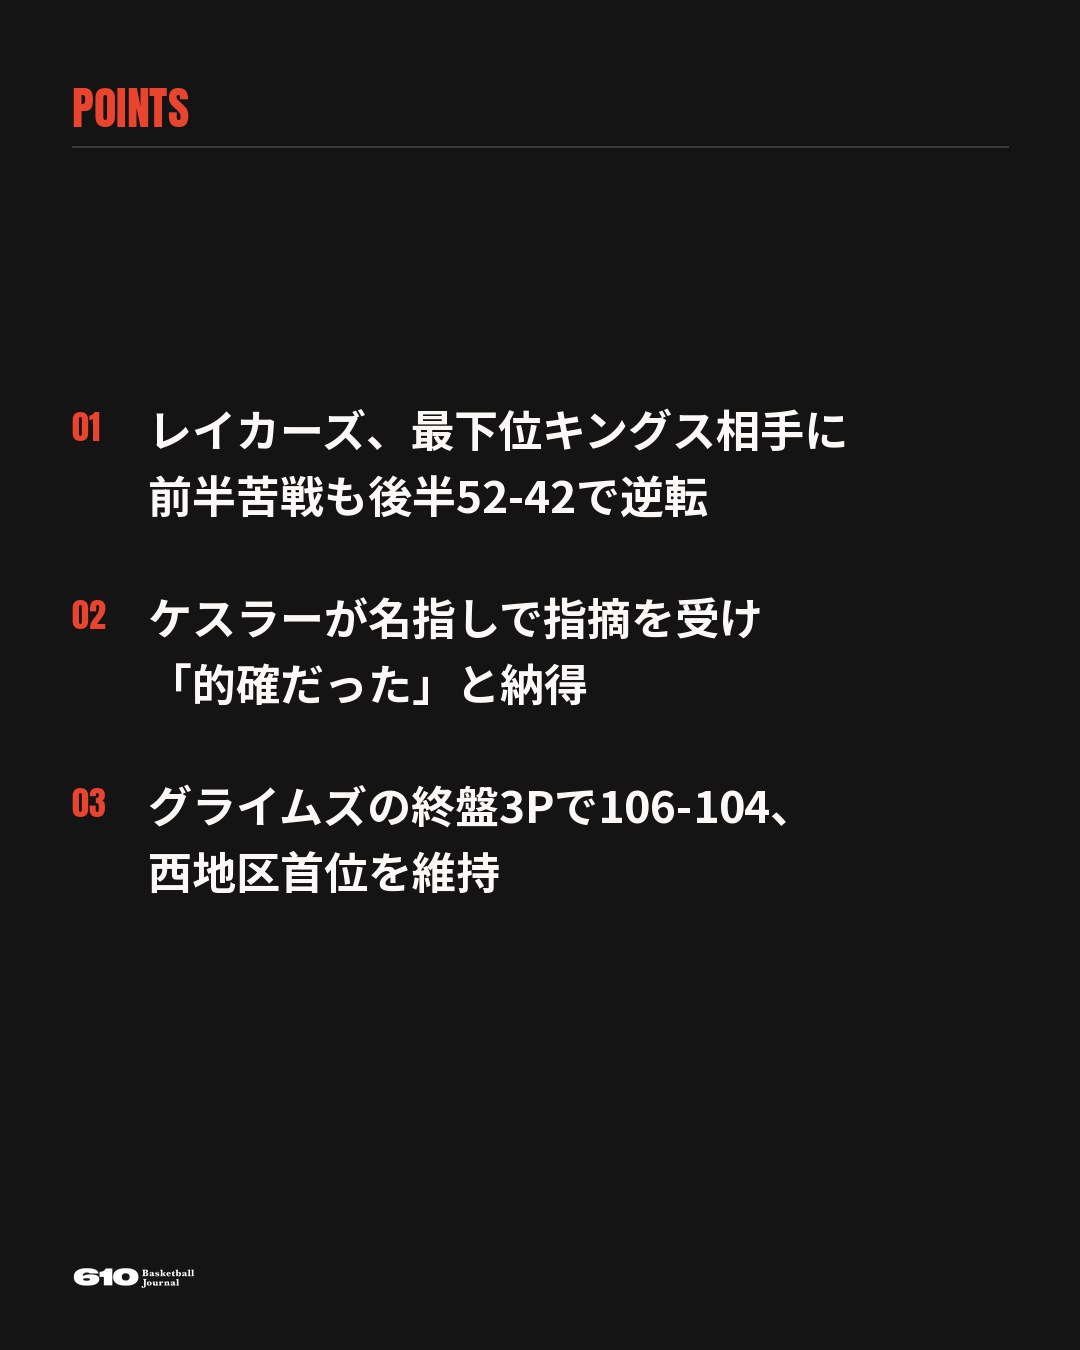 POINTS
01
レイカーズ、最下位キングス相手に
前半苦戦も後半52-42で逆転
02
ケスラーが名指しで指摘を受け
「的確だった」と納得
03
グライムズの終盤3Pで106-104、
西地区首位を維持
610 Basketball
Journal